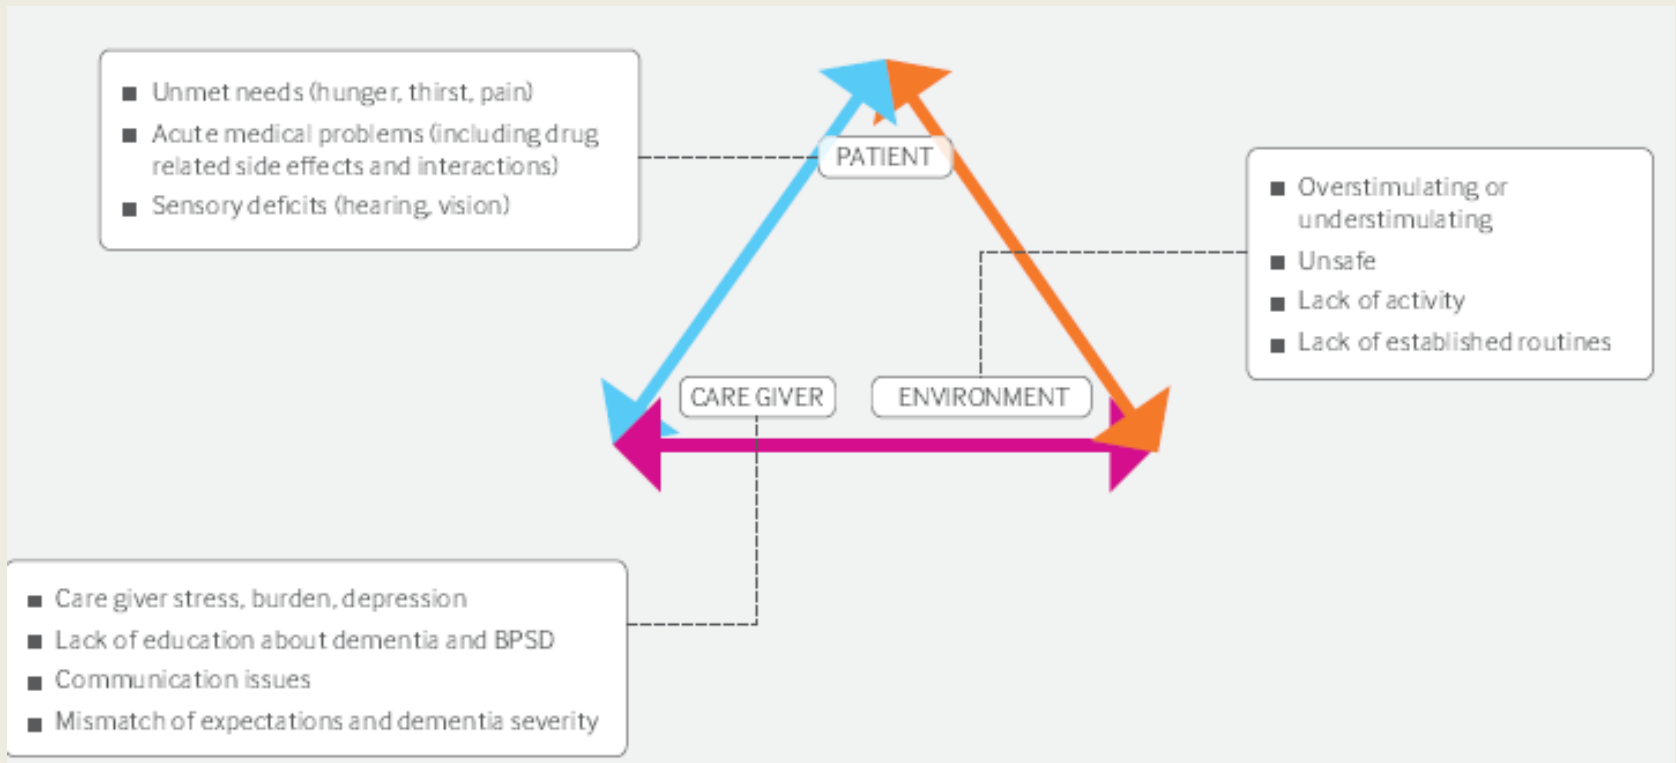 Unmet needs (hunger, thirst, pain)
Acute medical problems (including drug
related side effects and interactions)
Sensory deficits (hearing, vision)
PATIENT
Overstimulating or
understimulating
Unsafe
Lack of activity
Lack of established routines
CARE GIVER
ENVIRONMENT
Care giver stress, burden, depression
Lack of education about dementia and BPSD
Communication issues
Mismatch of expectations and dementia severity